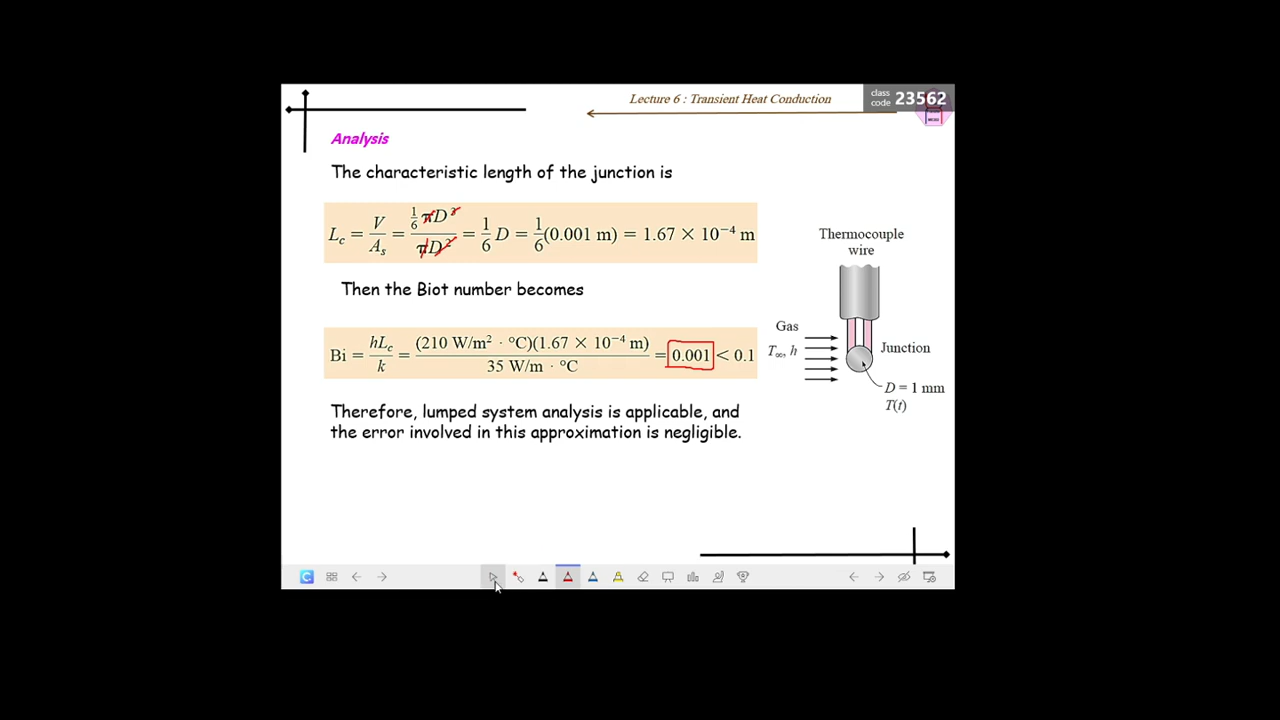 Lecture 6 : Transient Heat Conduction
class code 23562
Analysis
The characteristic length of the junction is
L_c = V/A_s = (1/6 πD³)/(πD²) = 1/6 D = 1/6(0.001 m) = 1.67 × 10⁻⁴ m
Thermocouple
wire
Then the Biot number becomes
Bi = hL_c/k = (210 W/m² · °C)(1.67 × 10⁻⁴ m)/(35 W/m · °C) = 0.001 < 0.1
Gas
T∞, h
Junction
D = 1 mm
T(t)
Therefore, lumped system analysis is applicable, and
the error involved in this approximation is negligible.